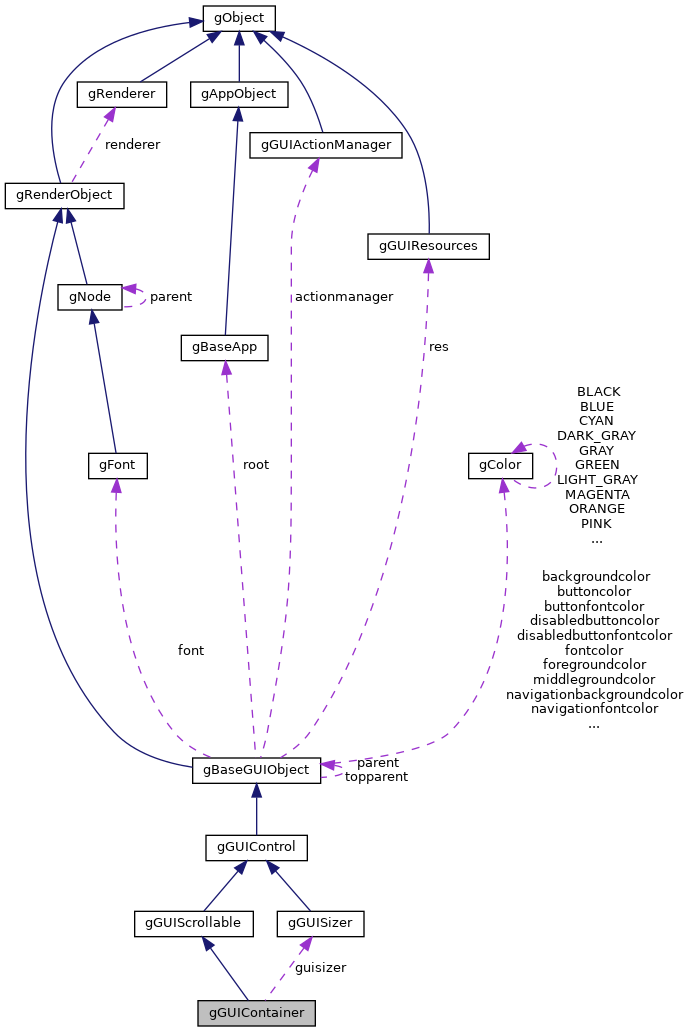 gObject
gRenderer
gAppObject
gGUIActionManager
renderer
gRenderObject
gGUIResources
gNode
parent
actionmanager
gBaseApp
res
BLACK
BLUE
CYAN
DARK_GRAY
GRAY
GREEN
LIGHT_GRAY
MAGENTA
ORANGE
PINK
...
gFont
root
gColor
backgroundcolor
buttoncolor
buttonfontcolor
disabledbuttoncolor
disabledbuttonfontcolor
fontcolor
foregroundcolor
middlegroundcolor
navigationbackgroundcolor
navigationfontcolor
...
font
gBaseGUIObject
parent
topparent
gGUIControl
gGUIScrollable
gGUISizer
guisizer
gGUIContainer